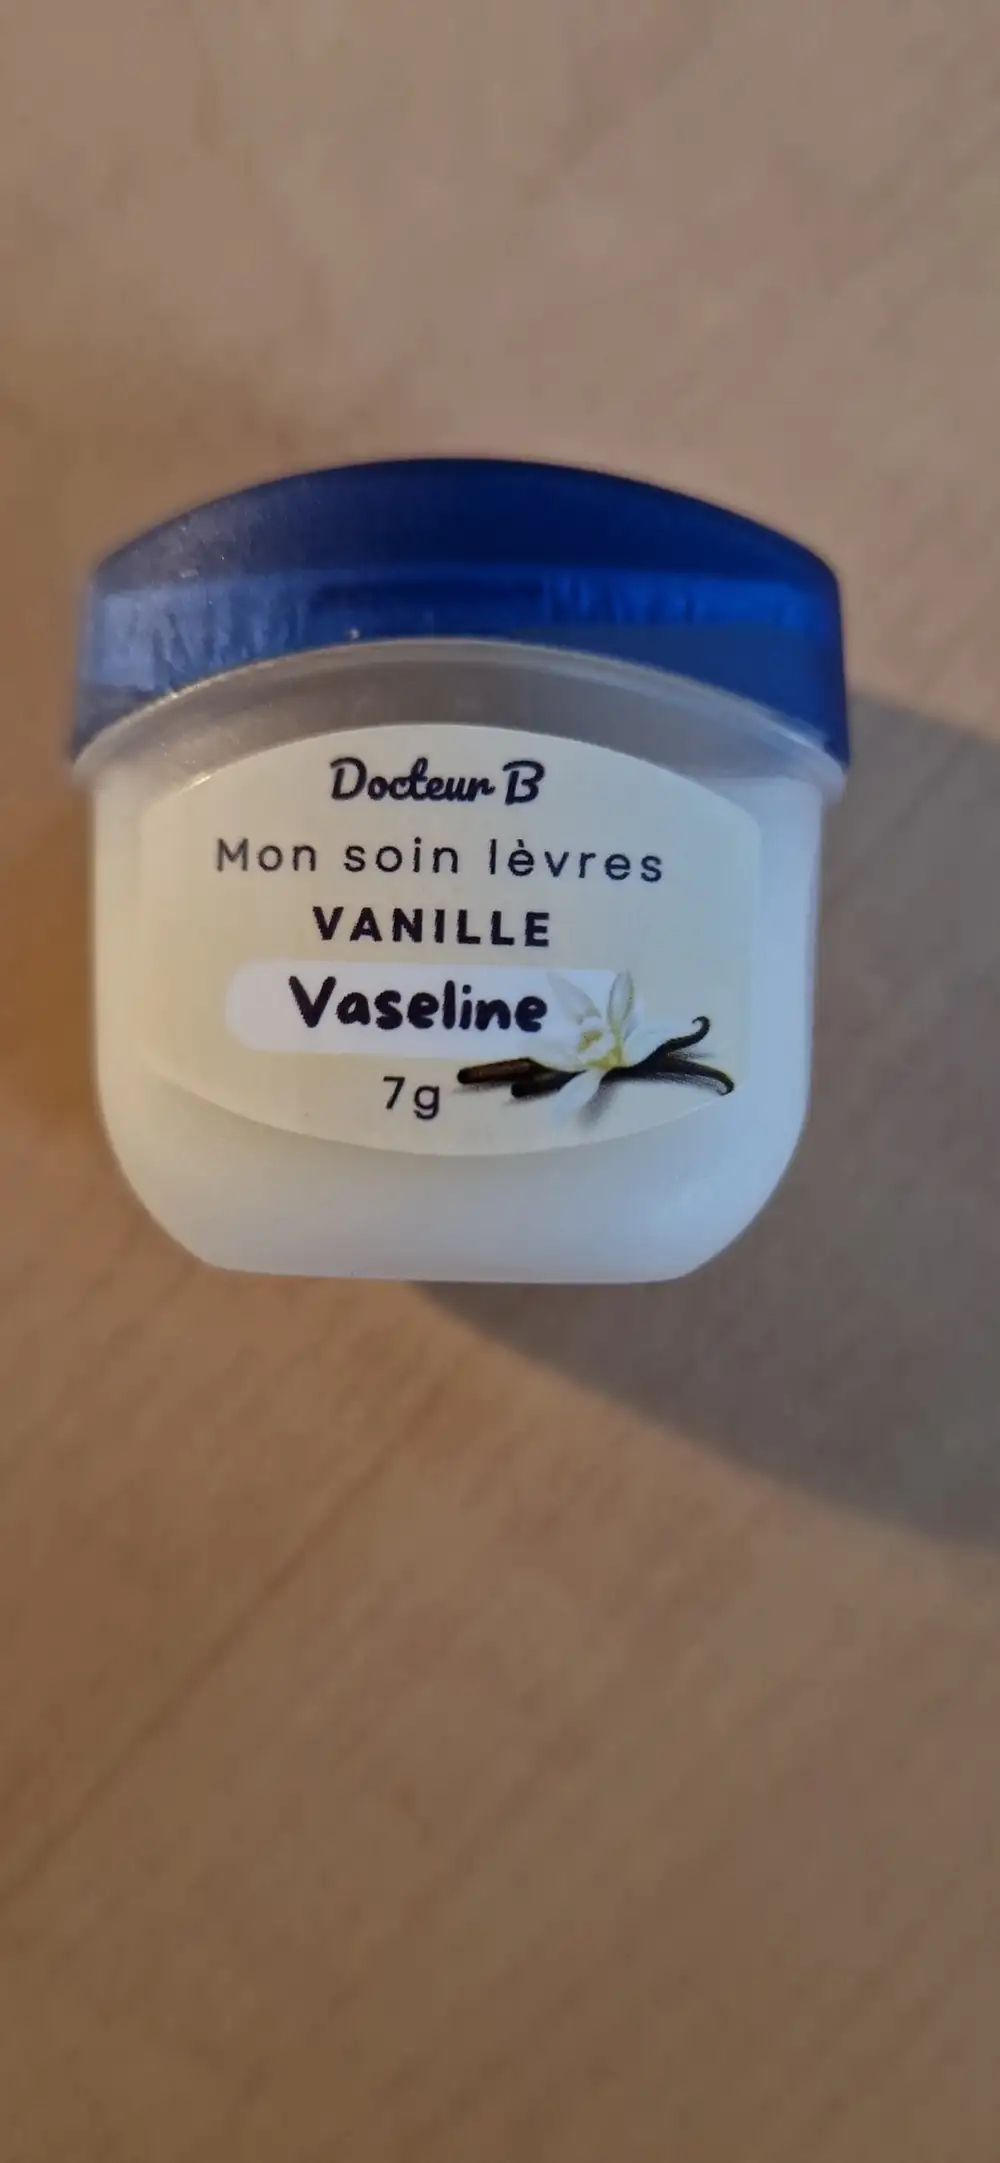 Docteur B
Mon soin lèvres
VANILLE
Vaseline
7g